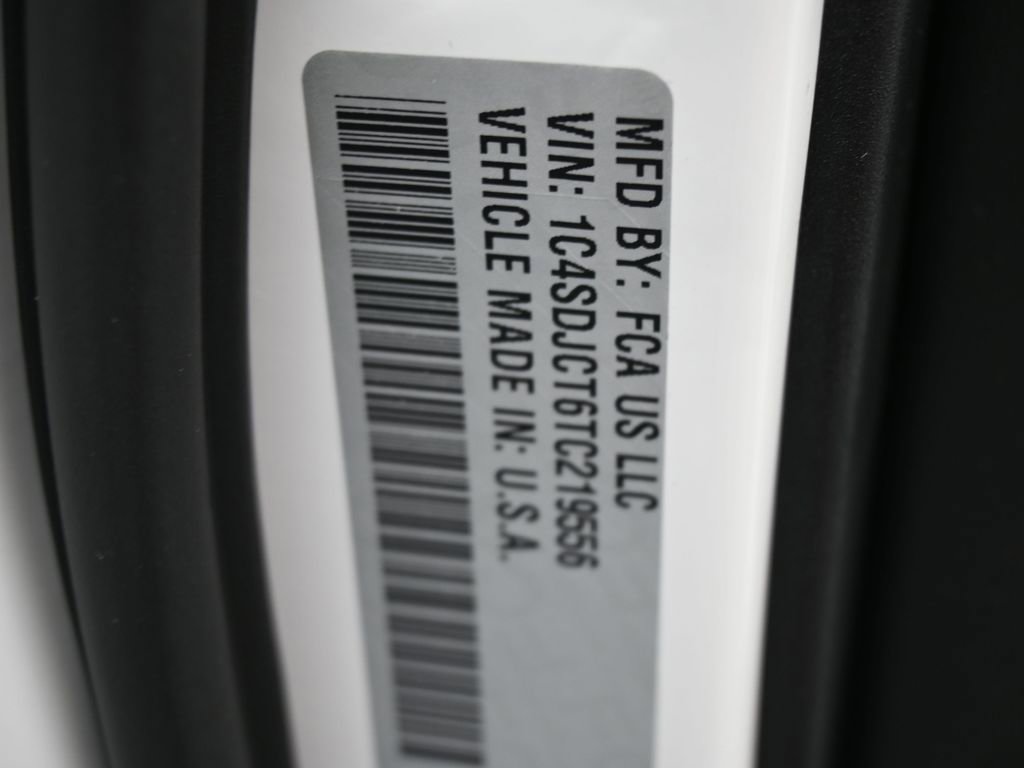 MFD BY: FCA US LLC
VIN: 1C4SDJCT6TC219556
VEHICLE MADE IN: U.S.A.